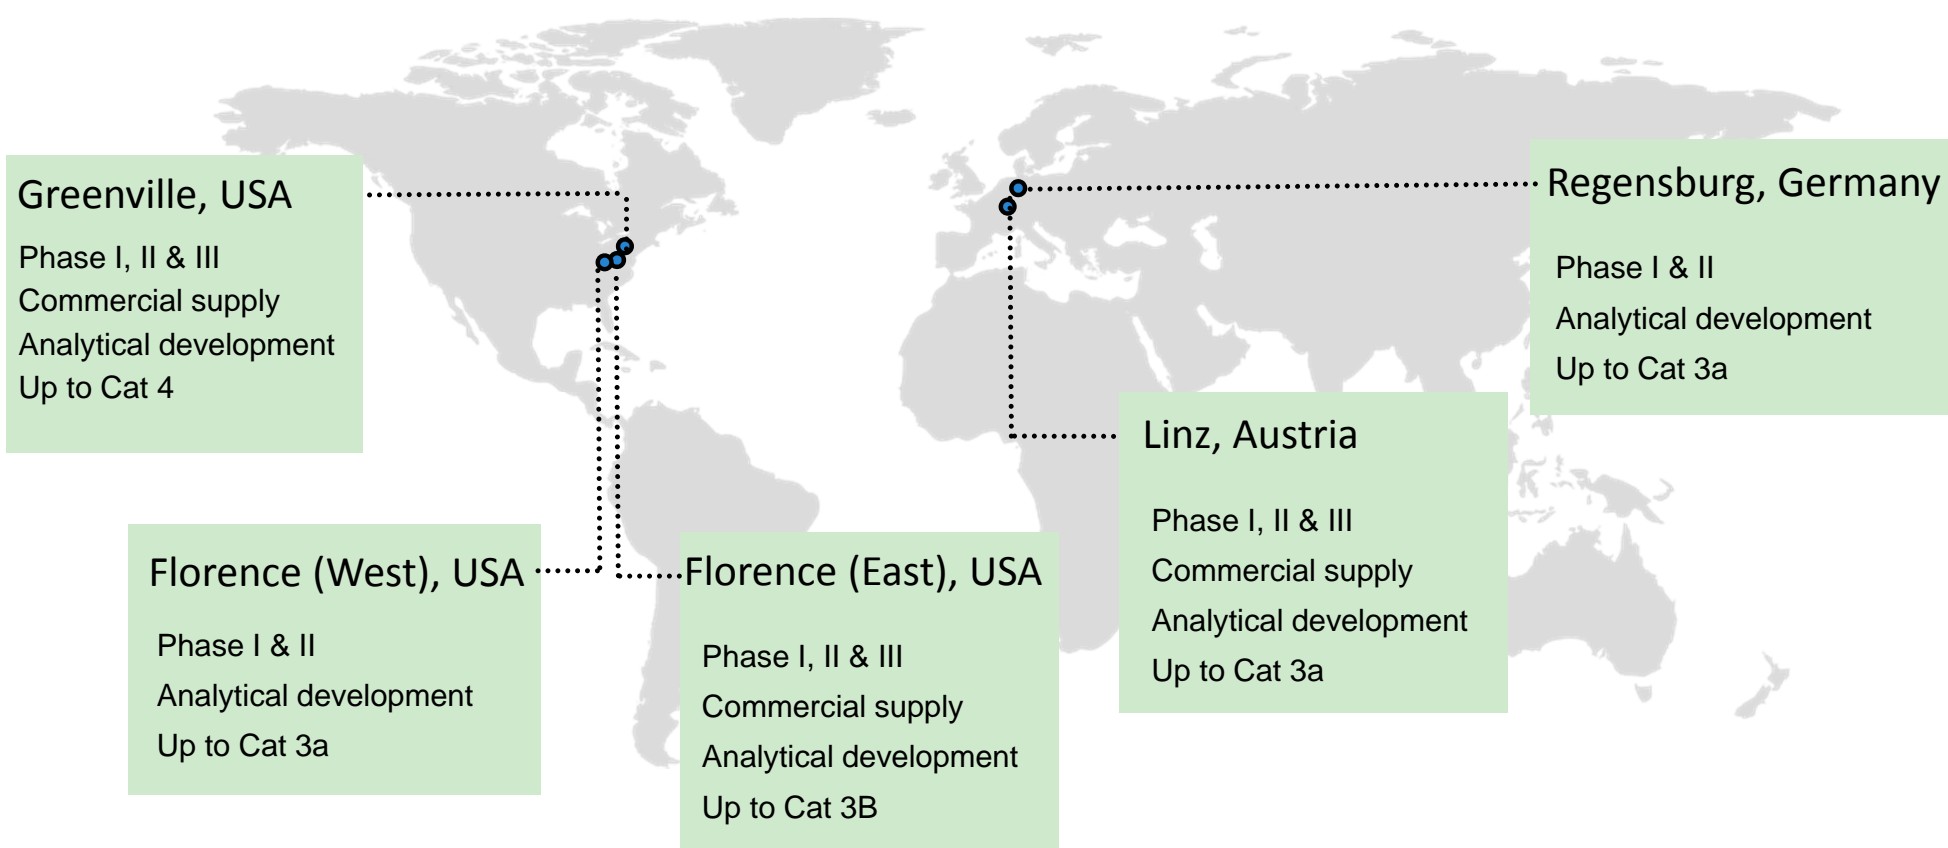 Greenville, USA
Phase I, II & III
Commercial supply
Analytical development
Up to Cat 4
Regensburg, Germany
Phase I & II
Analytical development
Up to Cat 3a
Linz, Austria
Phase I, II & III
Commercial supply
Analytical development
Up to Cat 3a
Florence (West), USA
Phase I & II
Analytical development
Up to Cat 3a
Florence (East), USA
Phase I, II & III
Commercial supply
Analytical development
Up to Cat 3B